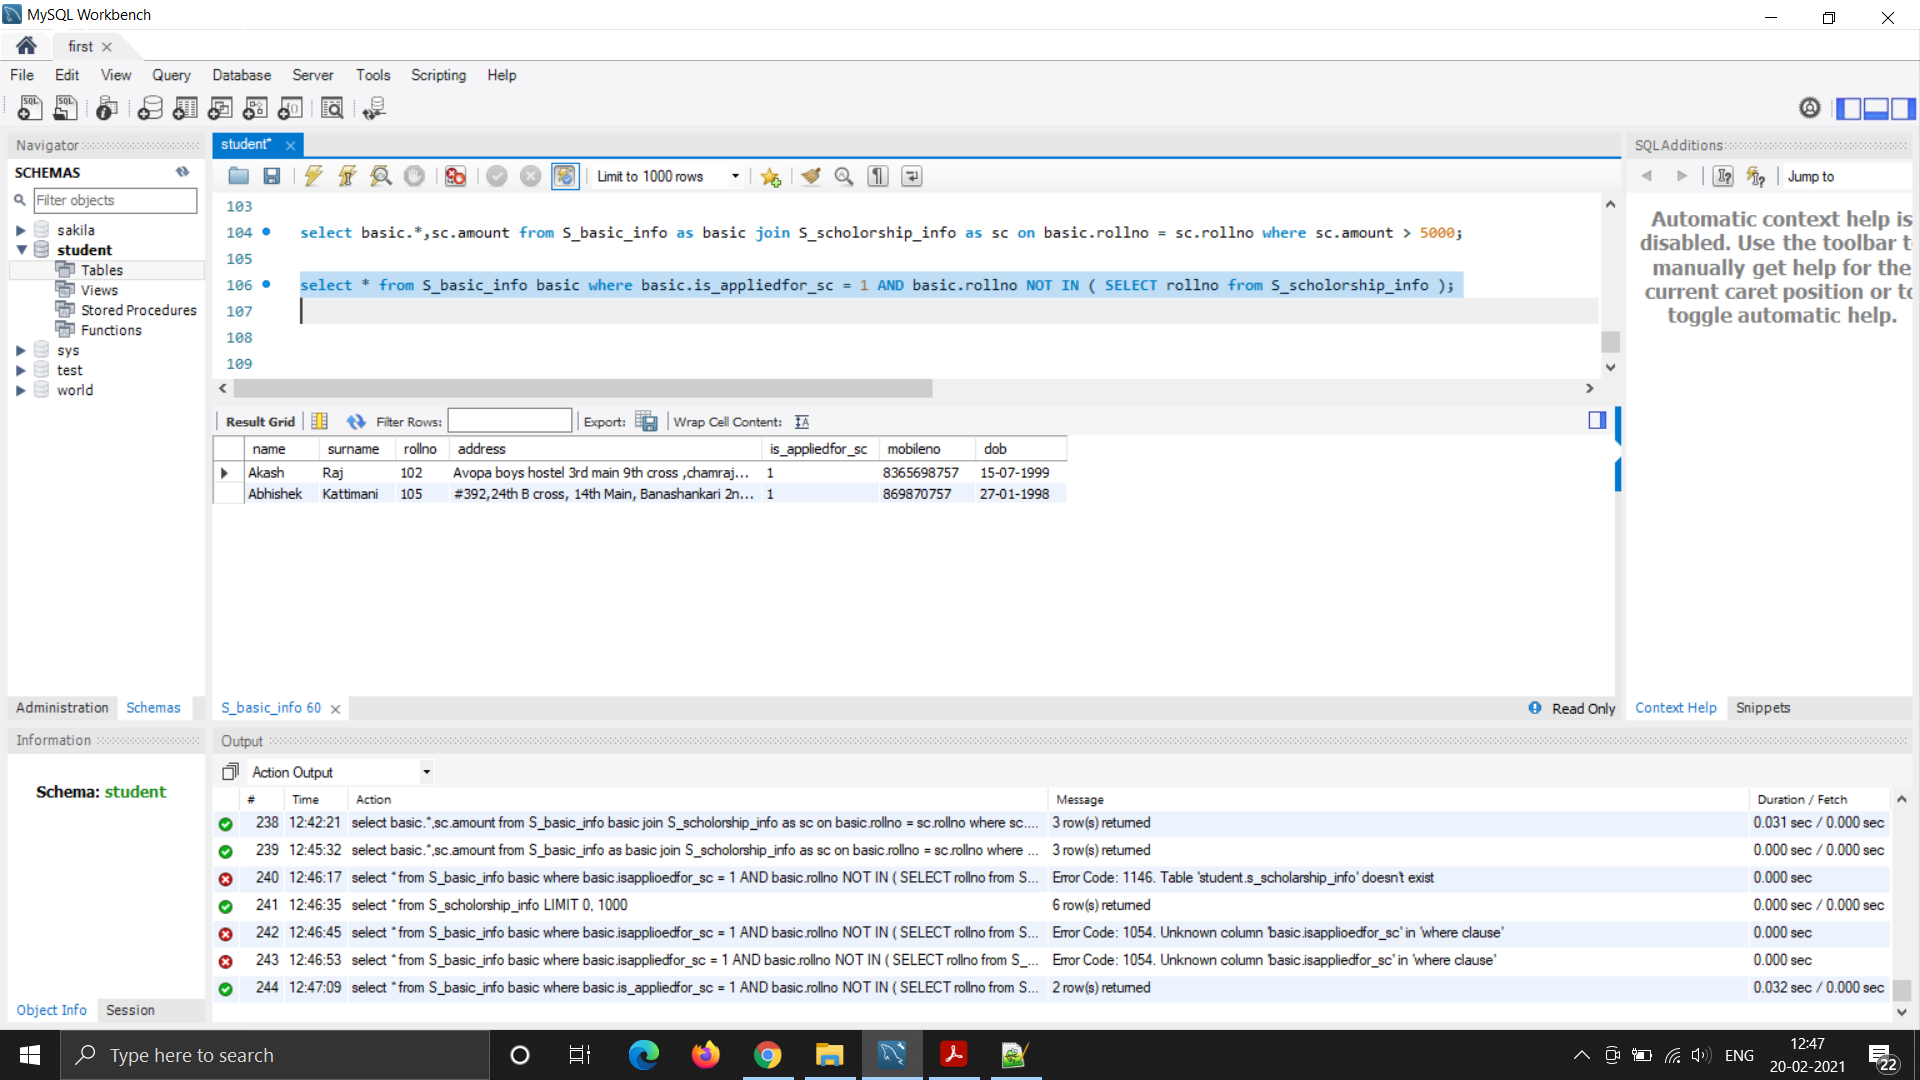 MySQL Workbench
first
File Edit View Query Database Server Tools Scripting Help
Navigator
SCHEMAS
Filter objects
sakila
student
Tables
Views
Stored Procedures
Functions
sys
test
world
Administration Schemas
Information
Schema: student
Object Info Session
student*
Limit to 1000 rows
103
104 select basic.*,sc.amount from S_basic_info as basic join S_scholorship_info as sc on basic.rollno = sc.rollno where sc.amount > 5000;
105
106 select * from S_basic_info basic where basic.is_appliedfor_sc = 1 AND basic.rollno NOT IN ( SELECT rollno from S_scholorship_info );
107
108
109
Result Grid Filter Rows: Export: Wrap Cell Content:
name surname rollno address is_appliedfor_sc mobileno dob
Akash Raj 102 Avopa boys hostel 3rd main 9th cross ,chamraj... 1 8365698757 15-07-1999
Abhishek Kattimani 105 #392,24th B cross, 14th Main, Banashankari 2n... 1 869870757 27-01-1998
S_basic_info 60
Read Only
SQLAdditions
Jump to
Automatic context help is
disabled. Use the toolbar t
manually get help for the
current caret position or to
toggle automatic help.
Context Help Snippets
Output
Action Output
# Time Action Message Duration / Fetch
238 12:42:21 select basic.*,sc.amount from S_basic_info basic join S_scholorship_info as sc on basic.rollno = sc.rollno where sc.... 3 row(s) returned 0.031 sec / 0.000 sec
239 12:45:32 select basic.*,sc.amount from S_basic_info as basic join S_scholorship_info as sc on basic.rollno = sc.rollno where ... 3 row(s) returned 0.000 sec / 0.000 sec
240 12:46:17 select * from S_basic_info basic where basic.isapplioedfor_sc = 1 AND basic.rollno NOT IN ( SELECT rollno from S... Error Code: 1146. Table 'student.s_scholarship_info' doesn't exist 0.000 sec
241 12:46:35 select * from S_scholorship_info LIMIT 0, 1000 6 row(s) returned 0.000 sec / 0.000 sec
242 12:46:45 select * from S_basic_info basic where basic.isapplioedfor_sc = 1 AND basic.rollno NOT IN ( SELECT rollno from S... Error Code: 1054. Unknown column 'basic.isapplioedfor_sc' in 'where clause' 0.000 sec
243 12:46:53 select * from S_basic_info basic where basic.isappliedfor_sc = 1 AND basic.rollno NOT IN ( SELECT rollno from S_... Error Code: 1054. Unknown column 'basic.isappliedfor_sc' in 'where clause' 0.000 sec
244 12:47:09 select * from S_basic_info basic where basic.is_appliedfor_sc = 1 AND basic.rollno NOT IN ( SELECT rollno from S... 2 row(s) returned 0.032 sec / 0.000 sec
Type here to search
ENG
12:47
20-02-2021
22